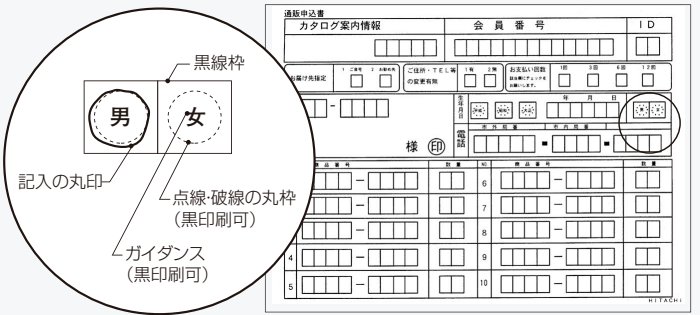 黒線枠
男
女
記入の丸印
点線・破線の丸枠
(黒印刷可)
ガイダンス
(黒印刷可)
通販申込書
カタログ案内情報
会員番号
ID
お届け先指定
1 ご自宅 2 お勤め先
ご住所・TEL等
の変更有無
1有 2無
お支払い回数
1回 3回 6回 12回
生年月日
年 月 日
様 印
電話
市外局番
市内局番
商品番号 数量 NO 商品番号 数量
6
7
8
4 9
5 10
HITACHI